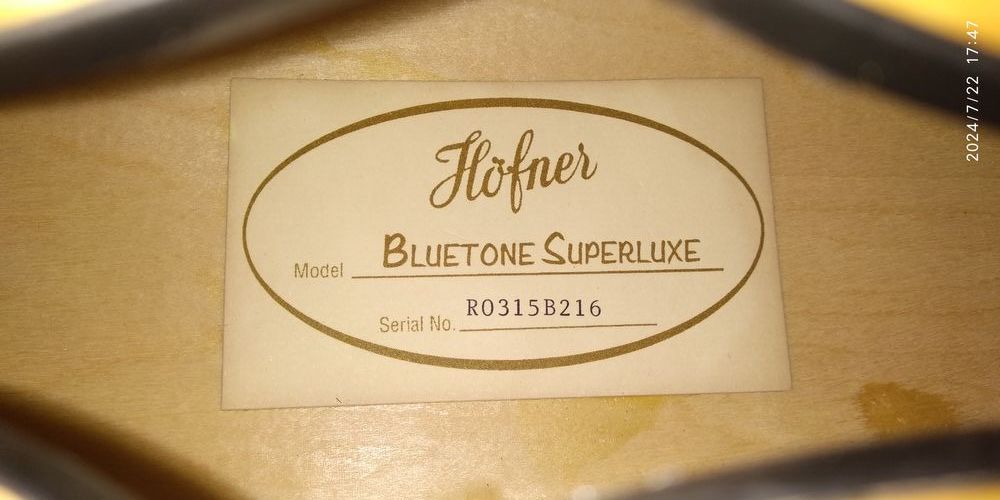 Höfner
Model BLUETONE SUPERLUXE
Serial No. R0315B216
2024/7/22 17:47